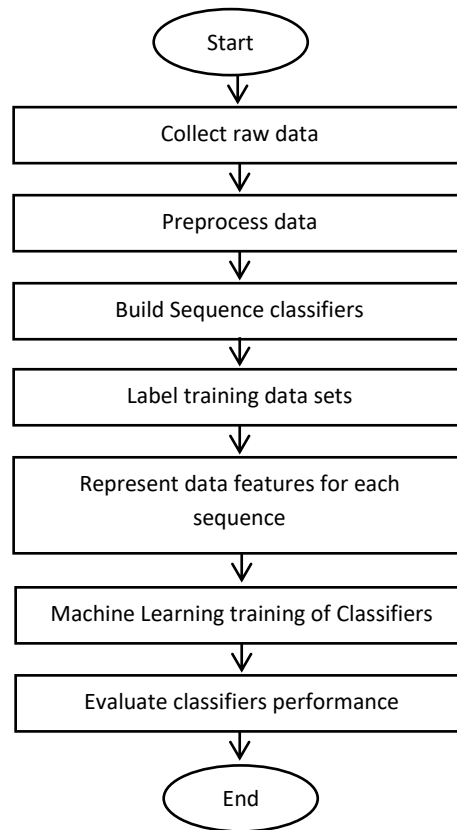 Start
Collect raw data
Preprocess data
Build Sequence classifiers
Label training data sets
Represent data features for each
sequence
Machine Learning training of Classifiers
Evaluate classifiers performance
End